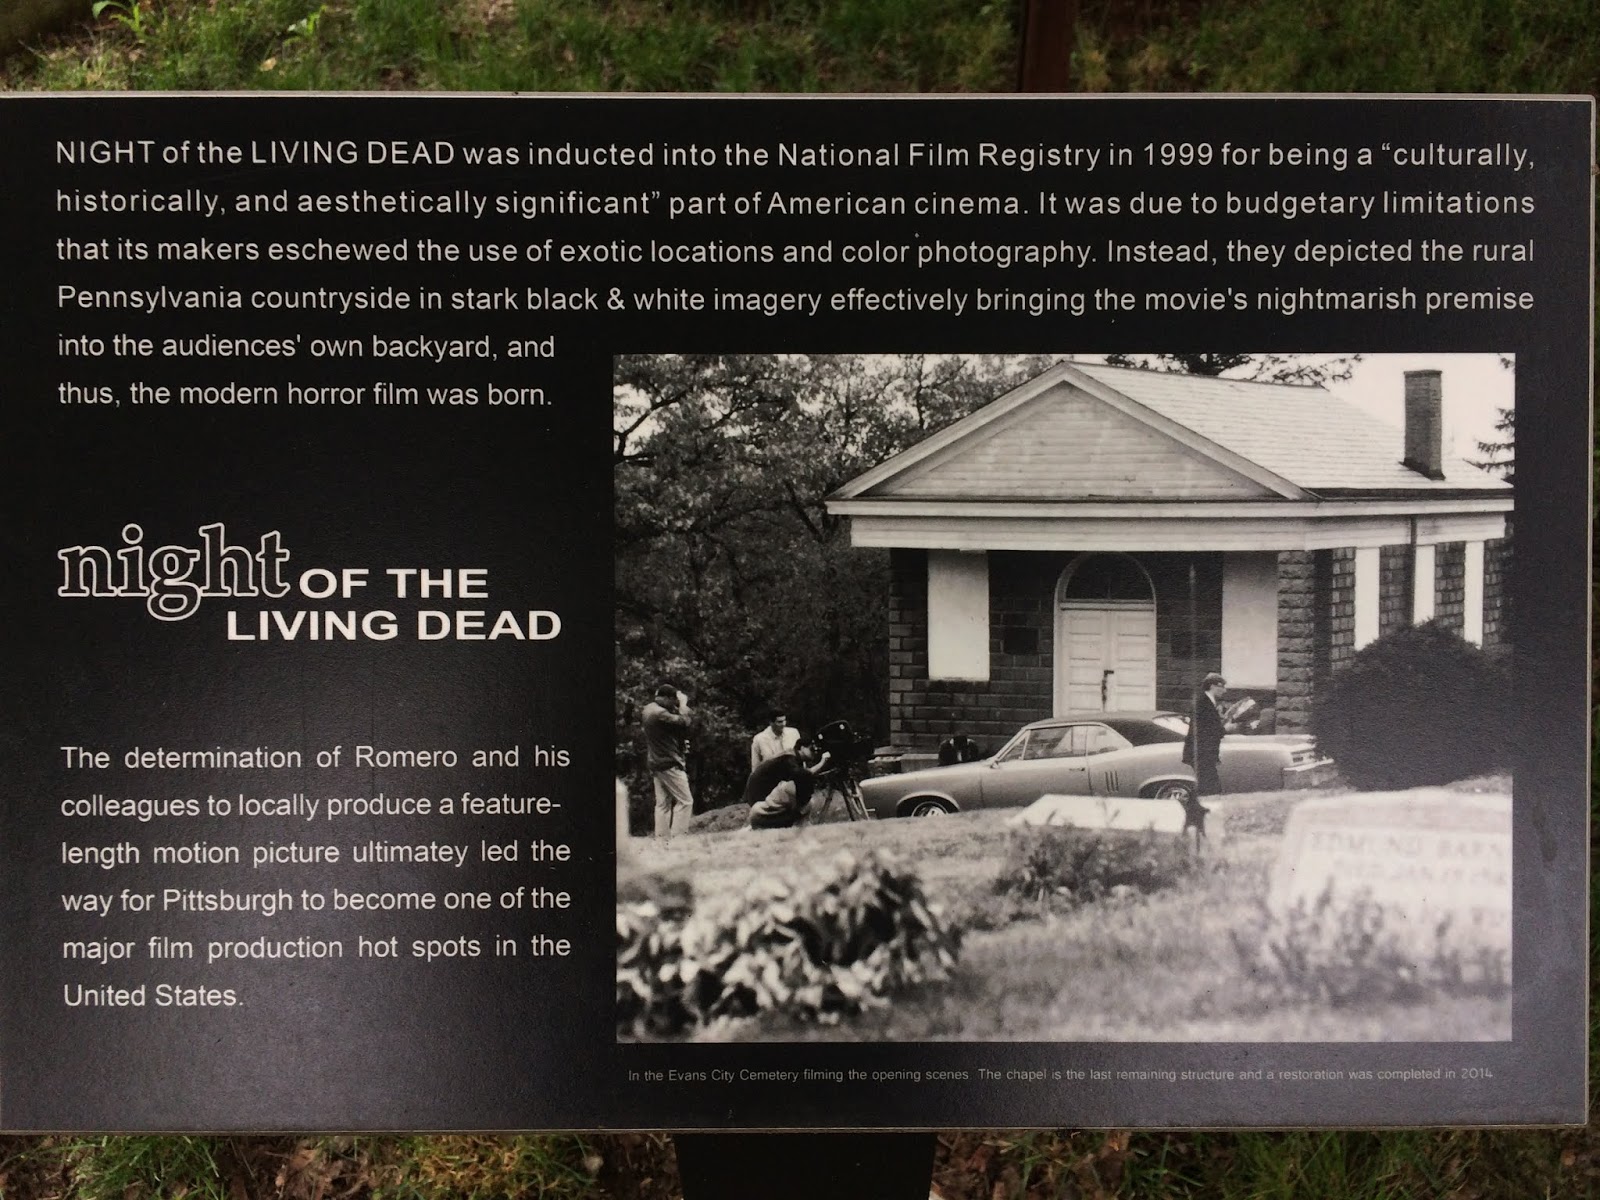 NIGHT of the LIVING DEAD was inducted into the National Film Registry in 1999 for being a “culturally,
historically, and aesthetically significant” part of American cinema. It was due to budgetary limitations
that its makers eschewed the use of exotic locations and color photography. Instead, they depicted the rural
Pennsylvania countryside in stark black & white imagery effectively bringing the movie's nightmarish premise
into the audiences' own backyard, and
thus, the modern horror film was born.
night OF THE
LIVING DEAD
The determination of Romero and his
colleagues to locally produce a feature-
length motion picture ultimatey led the
way for Pittsburgh to become one of the
major film production hot spots in the
United States.
EDMUND
In the Evans City Cemetery filming the opening scenes. The chapel is the last remaining structure and a restoration was completed in 2014